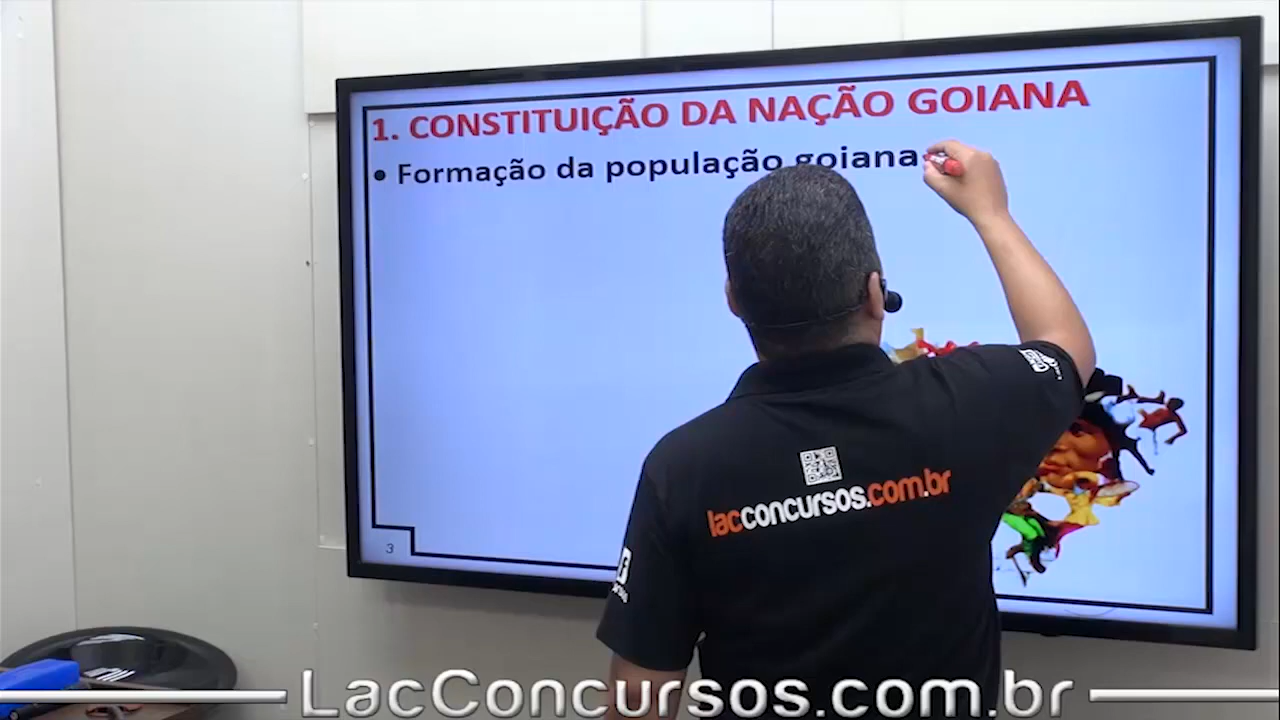 1. CONSTITUIÇÃO DA NAÇÃO GOIANA
• Formação da população goiana
lacconcursos.com.br
3
LacConcursos.com.br